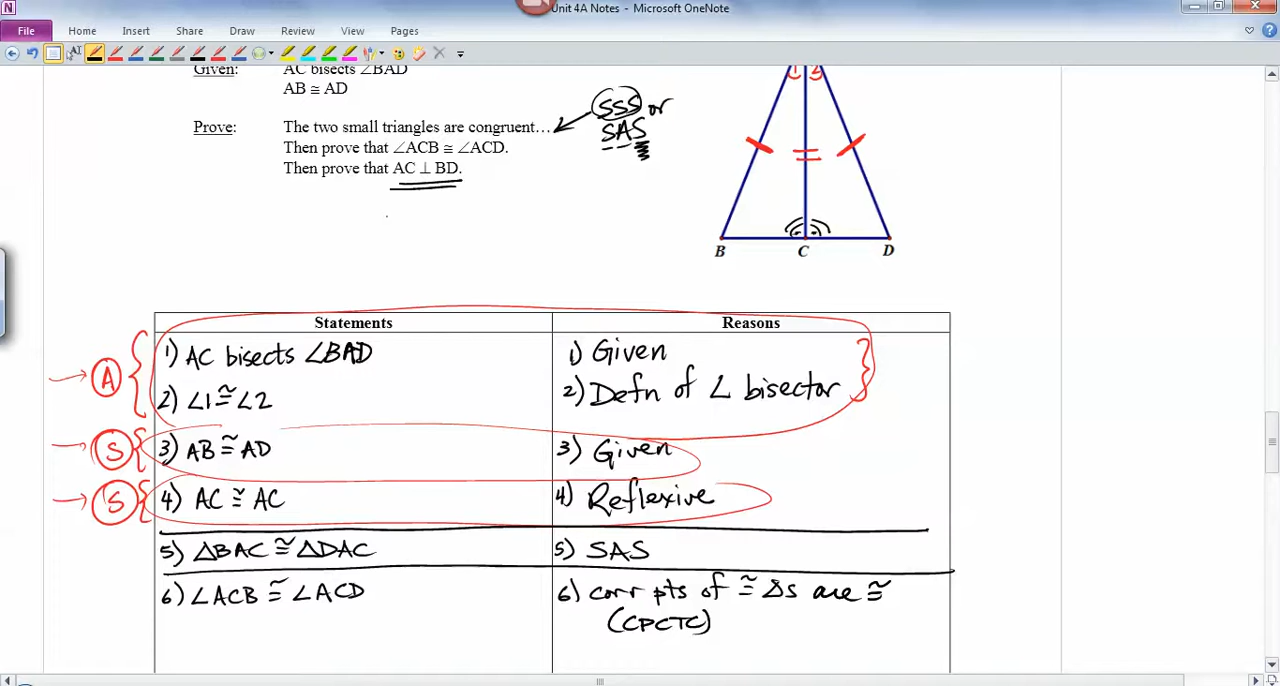 Unit 4A Notes - Microsoft OneNote
File Home Insert Share Draw Review View Pages
Given: AC bisects ∠BAD
AB ≅ AD
SSS or
SAS
Prove: The two small triangles are congruent…
Then prove that ∠ACB ≅ ∠ACD.
Then prove that AC ⊥ BD.
1 2
B C D
Statements Reasons
A
1) AC bisects ∠BAD 1) Given
2) ∠1 ≅ ∠2 2) Defn of ∠ bisector
S 3) AB ≅ AD 3) Given
S 4) AC ≅ AC 4) Reflexive
5) △BAC ≅ △DAC 5) SAS
6) ∠ACB ≅ ∠ACD 6) corr pts of ≅ △s are ≅
(CPCTC)